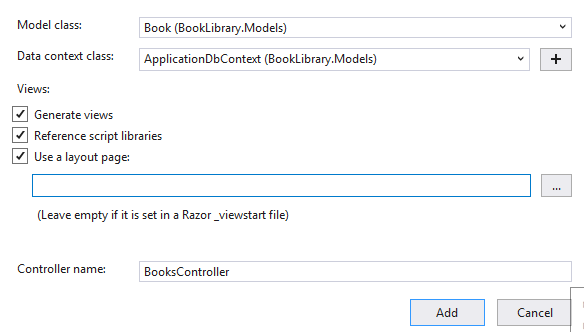 Model class: Book (BookLibrary.Models)
Data context class: ApplicationDbContext (BookLibrary.Models) +
Views:
Generate views
Reference script libraries
Use a layout page:
...
(Leave empty if it is set in a Razor _viewstart file)
Controller name: BooksController
Add Cancel